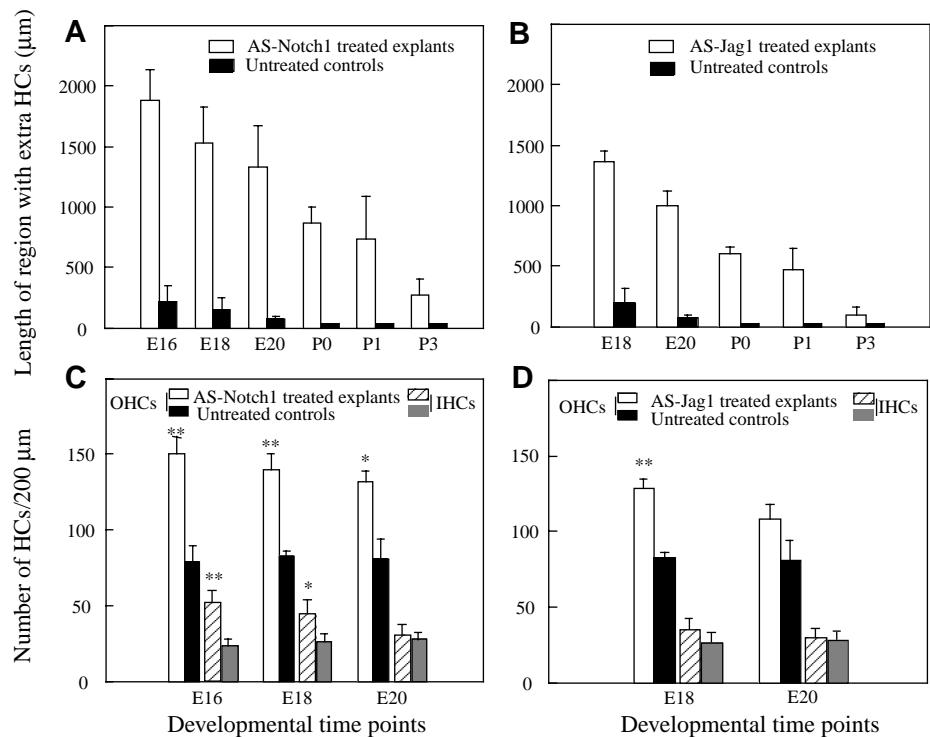 A
AS-Notch1 treated explants
Untreated controls
Length of region with extra HCs (μm)
2000
1500
1000
500
0
E16 E18 E20 P0 P1 P3
B
AS-Jag1 treated explants
Untreated controls
2000
1500
1000
500
0
E18 E20 P0 P1 P3
C
OHCs AS-Notch1 treated explants IHCs
Untreated controls
Number of HCs/200 μm
150
100
50
0
** ** *
** *
E16 E18 E20
Developmental time points
D
OHCs AS-Jag1 treated explants IHCs
Untreated controls
150
100
50
0
**
E18 E20
Developmental time points